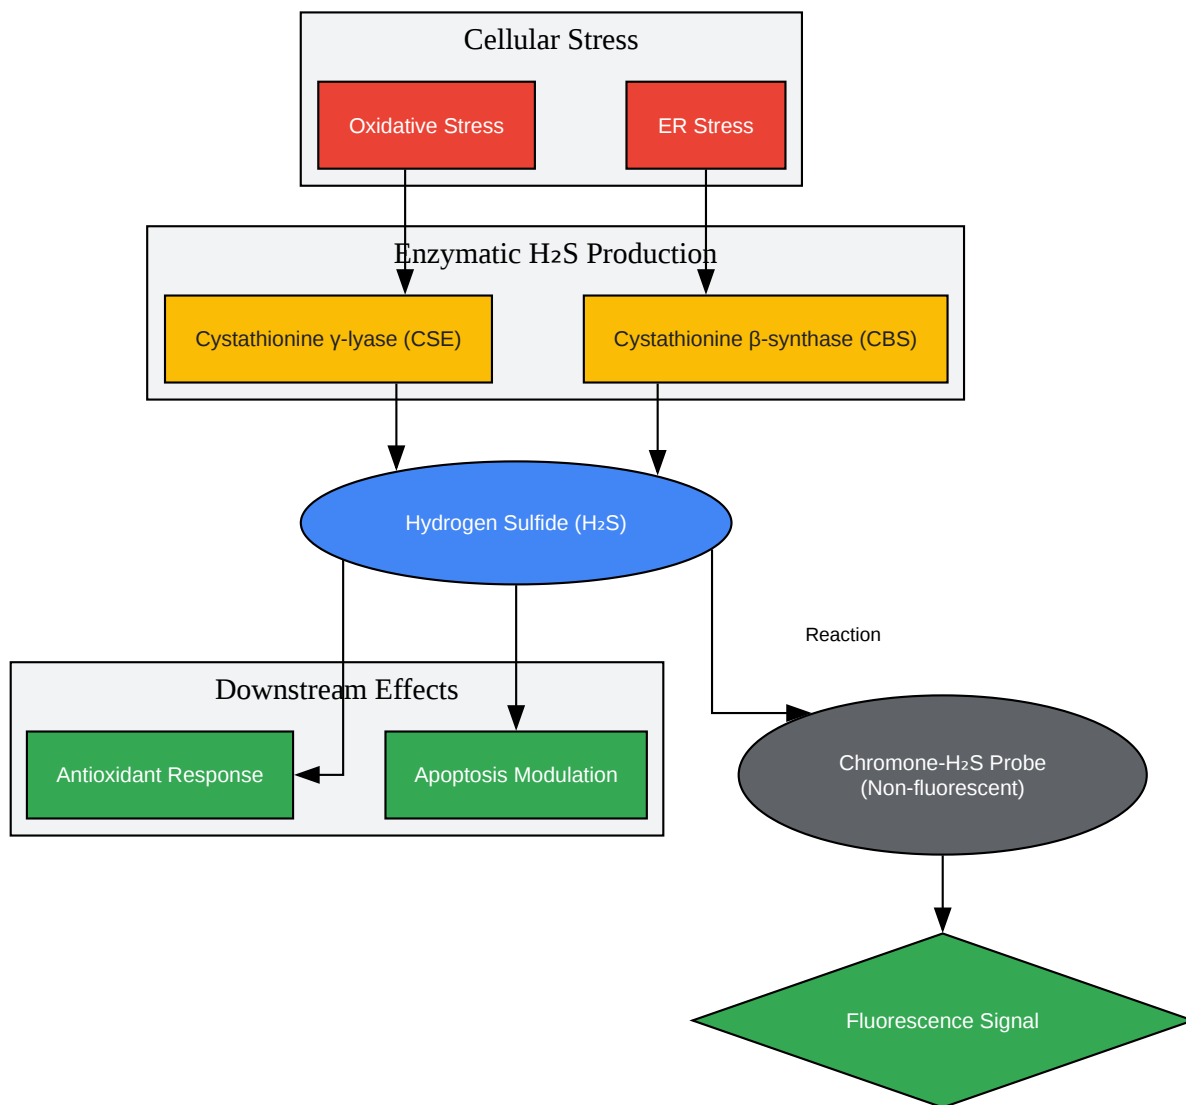 Cellular Stress
Oxidative Stress
ER Stress
Enzymatic H₂S Production
Cystathionine γ-lyase (CSE)
Cystathionine β-synthase (CBS)
Hydrogen Sulfide (H₂S)
Reaction
Downstream Effects
Antioxidant Response
Apoptosis Modulation
Chromone-H₂S Probe
(Non-fluorescent)
Fluorescence Signal